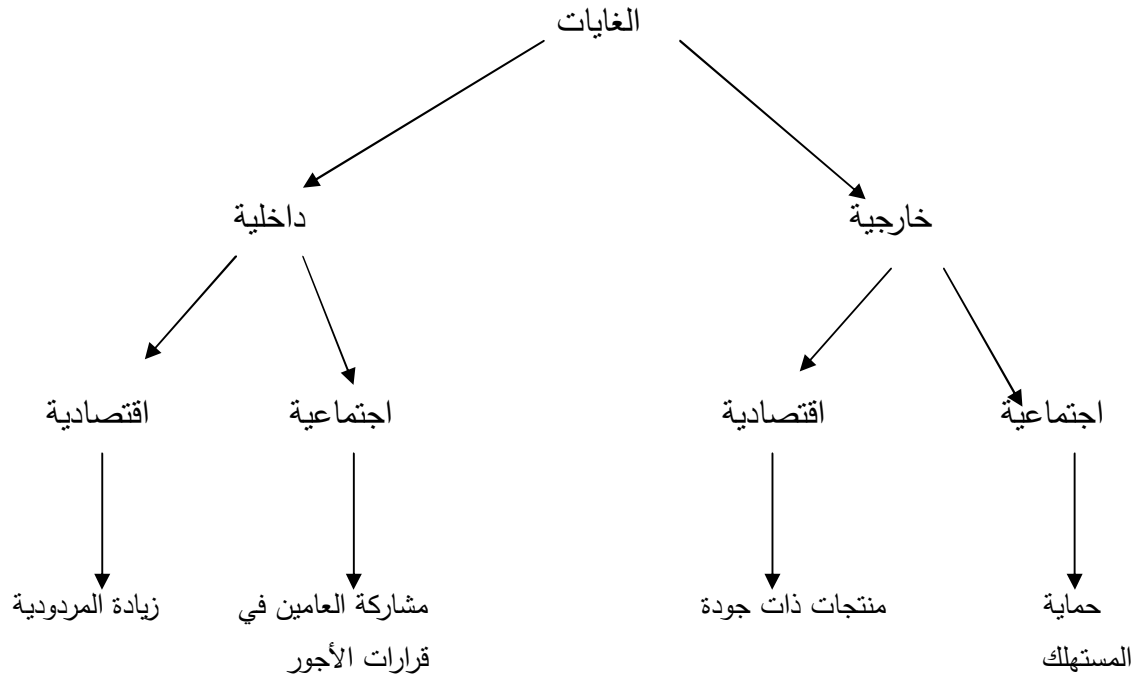 الغايات
خارجية
داخلية
اجتماعية
اقتصادية
اجتماعية
اقتصادية
حماية
المستهلك
منتجات ذات جودة
مشاركة العامين في
قرارات الأجور
زيادة المردودية